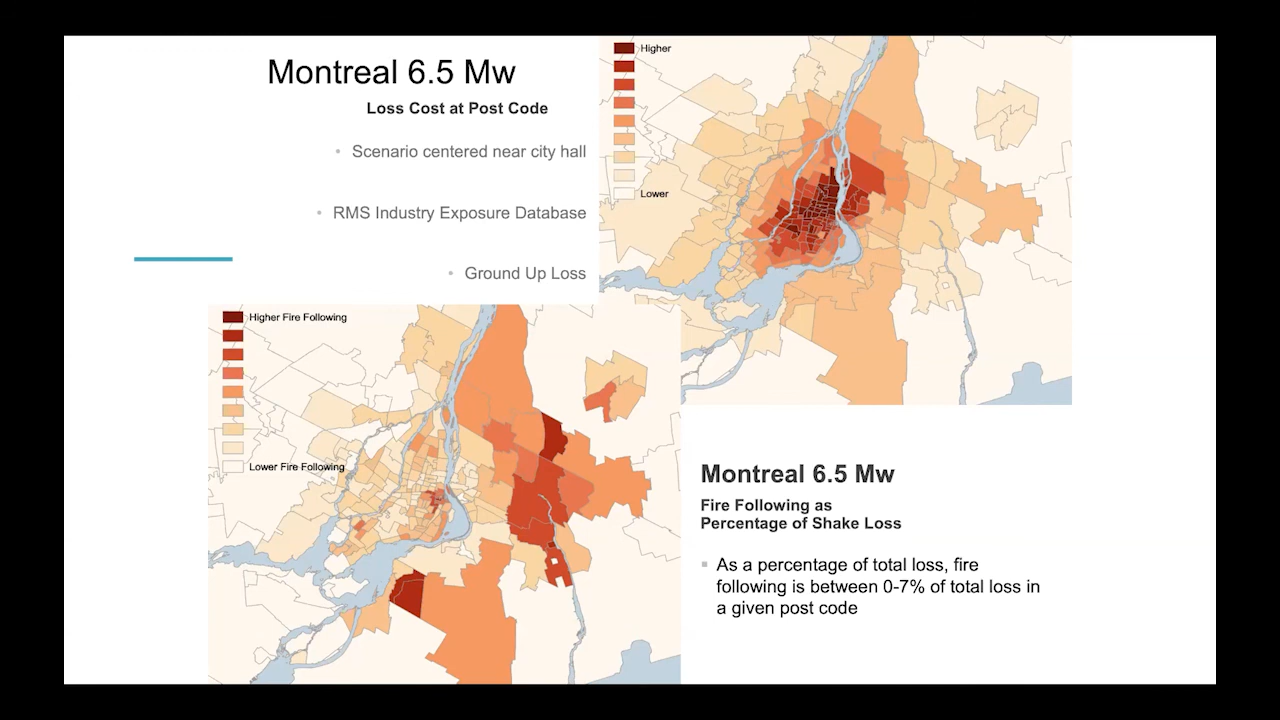 Montreal 6.5 Mw
Loss Cost at Post Code
• Scenario centered near city hall
• RMS Industry Exposure Database
• Ground Up Loss
Higher
Lower
Higher Fire Following
Lower Fire Following
Montreal 6.5 Mw
Fire Following as
Percentage of Shake Loss
▪ As a percentage of total loss, fire
following is between 0-7% of total loss in
a given post code